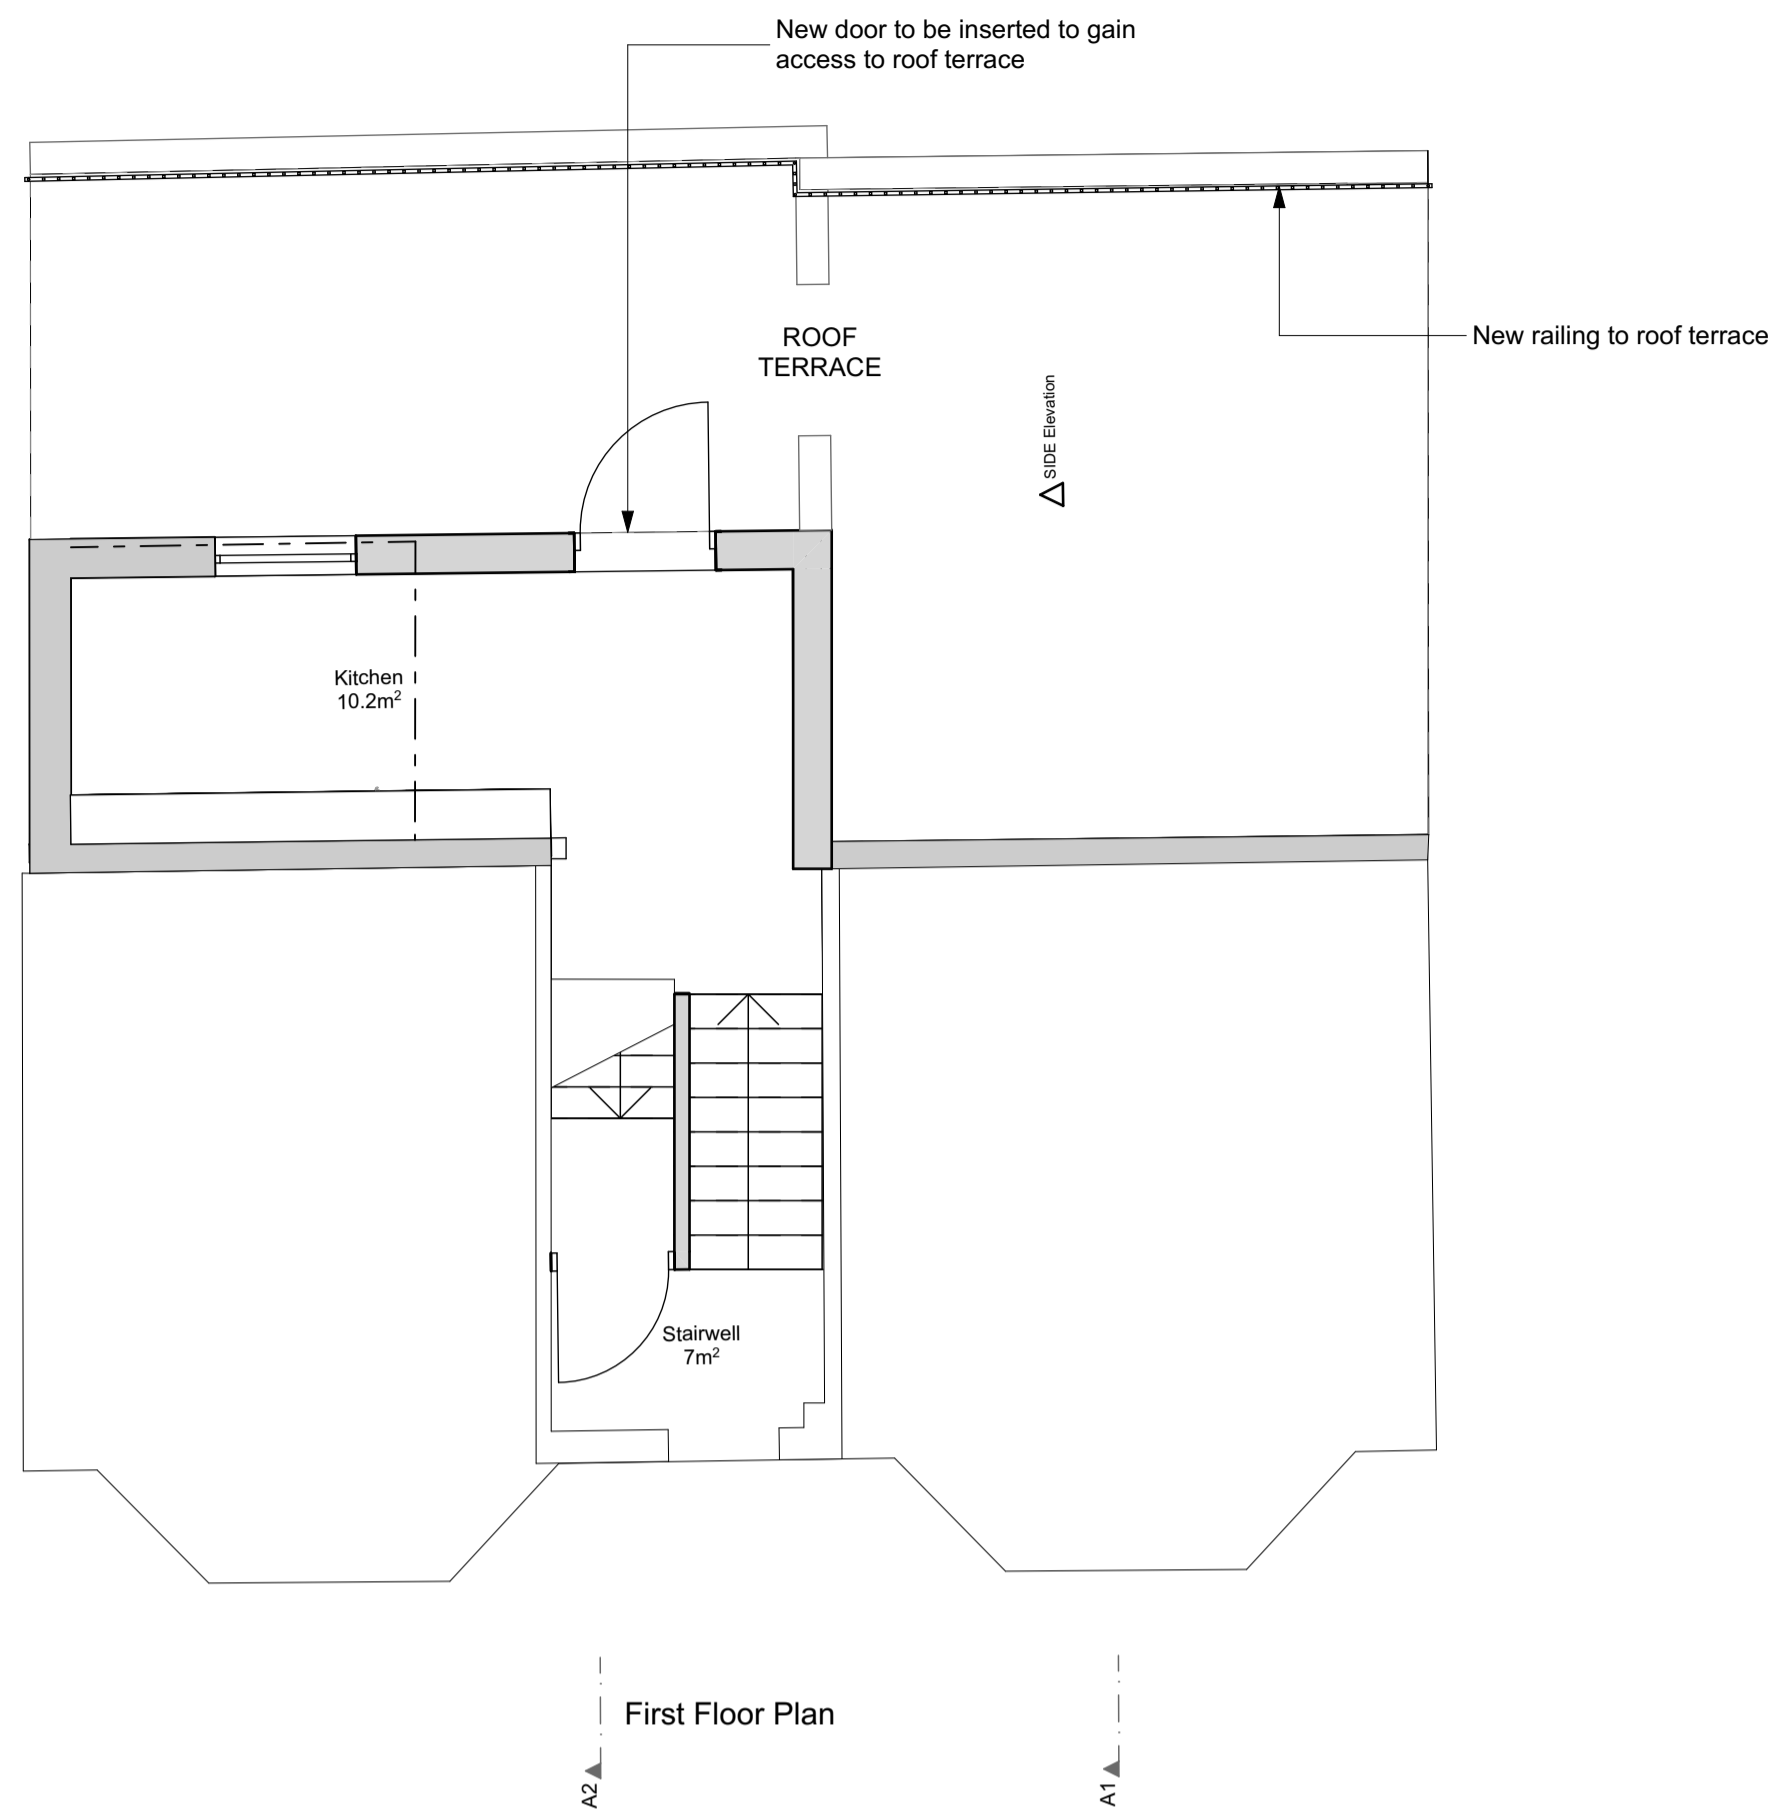 New door to be inserted to gain
access to roof terrace
ROOF
TERRACE
New railing to roof terrace
SIDE Elevation
Kitchen
10.2m²
Stairwell
7m²
First Floor Plan
A2
A1